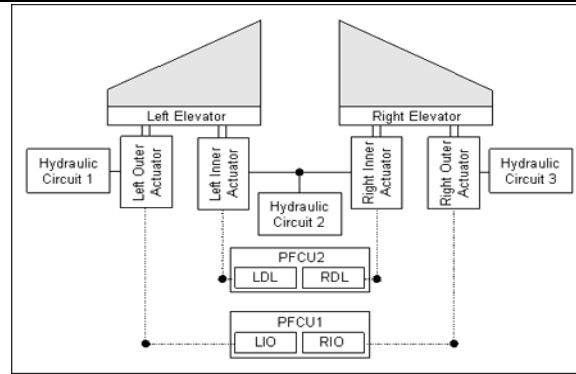 Left Elevator
Right Elevator
Hydraulic
Circuit 1
Left Outer
Actuator
Left Inner
Actuator
Hydraulic
Circuit 2
Right Inner
Actuator
Right Outer
Actuator
Hydraulic
Circuit 3
PFCU2
LDL
RDL
PFCU1
LIO
RIO